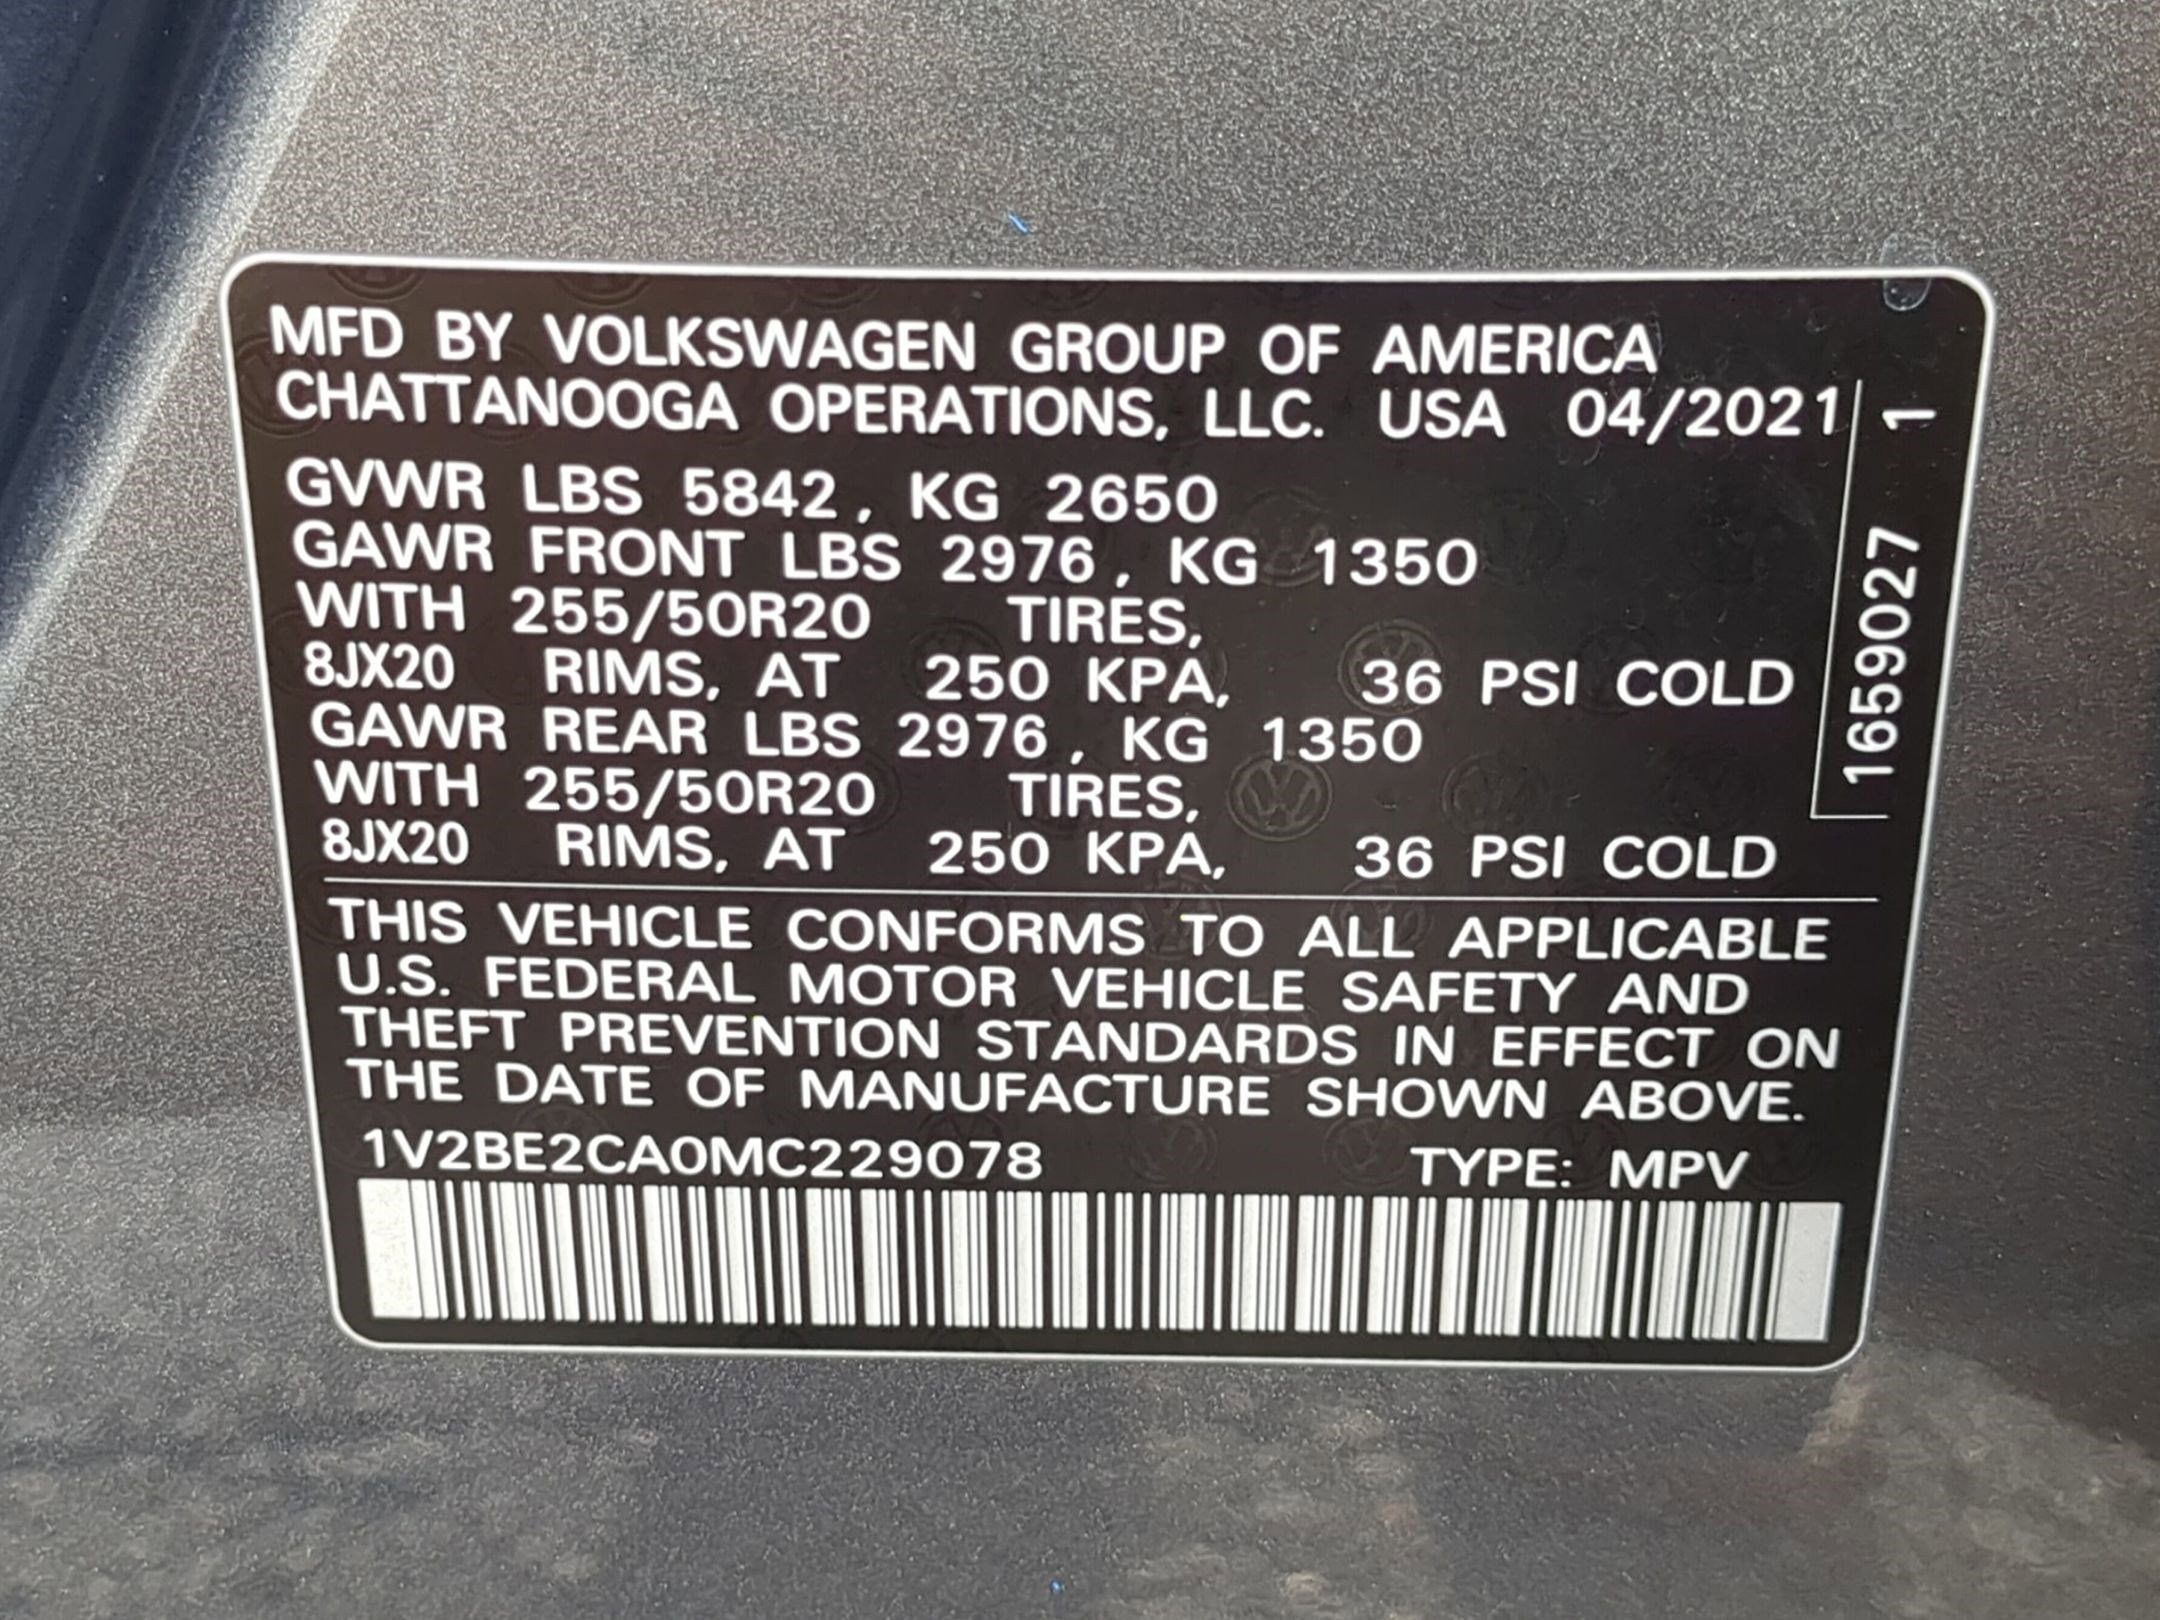 MFD BY VOLKSWAGEN GROUP OF AMERICA
CHATTANOOGA OPERATIONS, LLC. USA 04/2021
GVWR LBS 5842, KG 2650
GAWR FRONT LBS 2976, KG 1350
WITH 255/50R20 TIRES,
8JX20 RIMS, AT 250 KPA, 36 PSI COLD
GAWR REAR LBS 2976, KG 1350
WITH 255/50R20 TIRES,
8JX20 RIMS, AT 250 KPA, 36 PSI COLD
THIS VEHICLE CONFORMS TO ALL APPLICABLE
U.S. FEDERAL MOTOR VEHICLE SAFETY AND
THEFT PREVENTION STANDARDS IN EFFECT ON
THE DATE OF MANUFACTURE SHOWN ABOVE.
1V2BE2CA0MC229078 TYPE: MPV
1659027 1